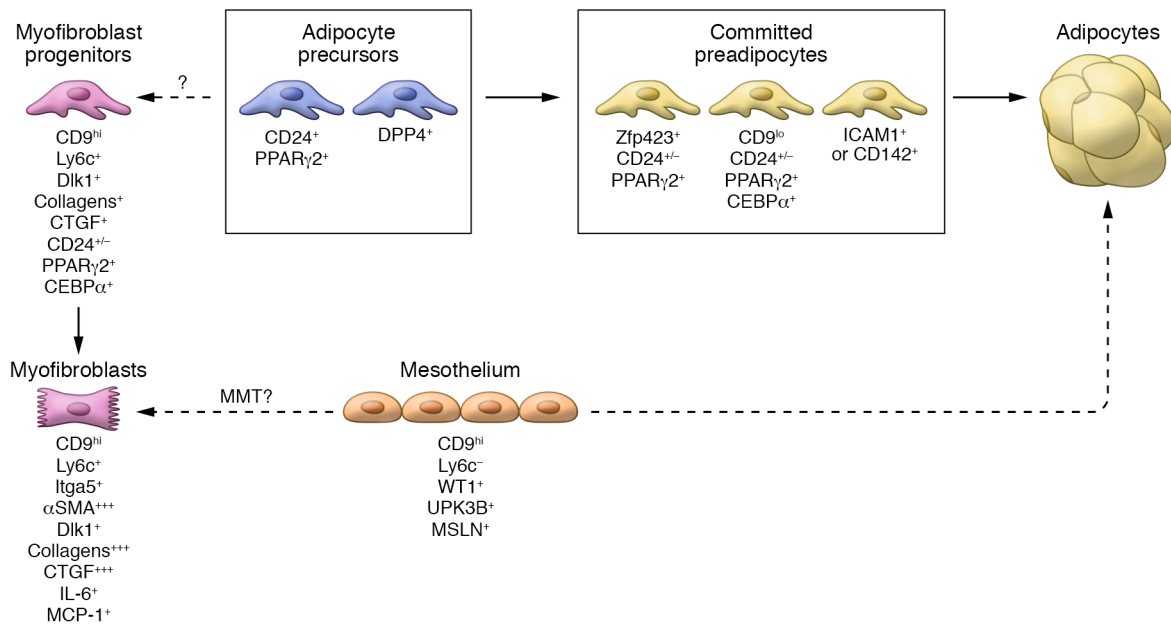 Myofibroblast
progenitors
?
CD9ʰⁱ
Ly6c⁺
Dlk1⁺
Collagens⁺
CTGF⁺
CD24⁺ᐟ⁻
PPARγ2⁺
CEBPα⁺
Adipocyte
precursors
CD24⁺
PPARγ2⁺
DPP4⁺
Committed
preadipocytes
Zfp423⁺
CD24⁺ᐟ⁻
PPARγ2⁺
CD9ˡᵒ
CD24⁺ᐟ⁻
PPARγ2⁺
CEBPα⁺
ICAM1⁺
or CD142⁺
Adipocytes
Myofibroblasts
CD9ʰⁱ
Ly6c⁺
Itga5⁺
αSMA⁺⁺⁺
Dlk1⁺
Collagens⁺⁺⁺
CTGF⁺⁺⁺
IL-6⁺
MCP-1⁺
MMT?
Mesothelium
CD9ʰⁱ
Ly6c⁻
WT1⁺
UPK3B⁺
MSLN⁺